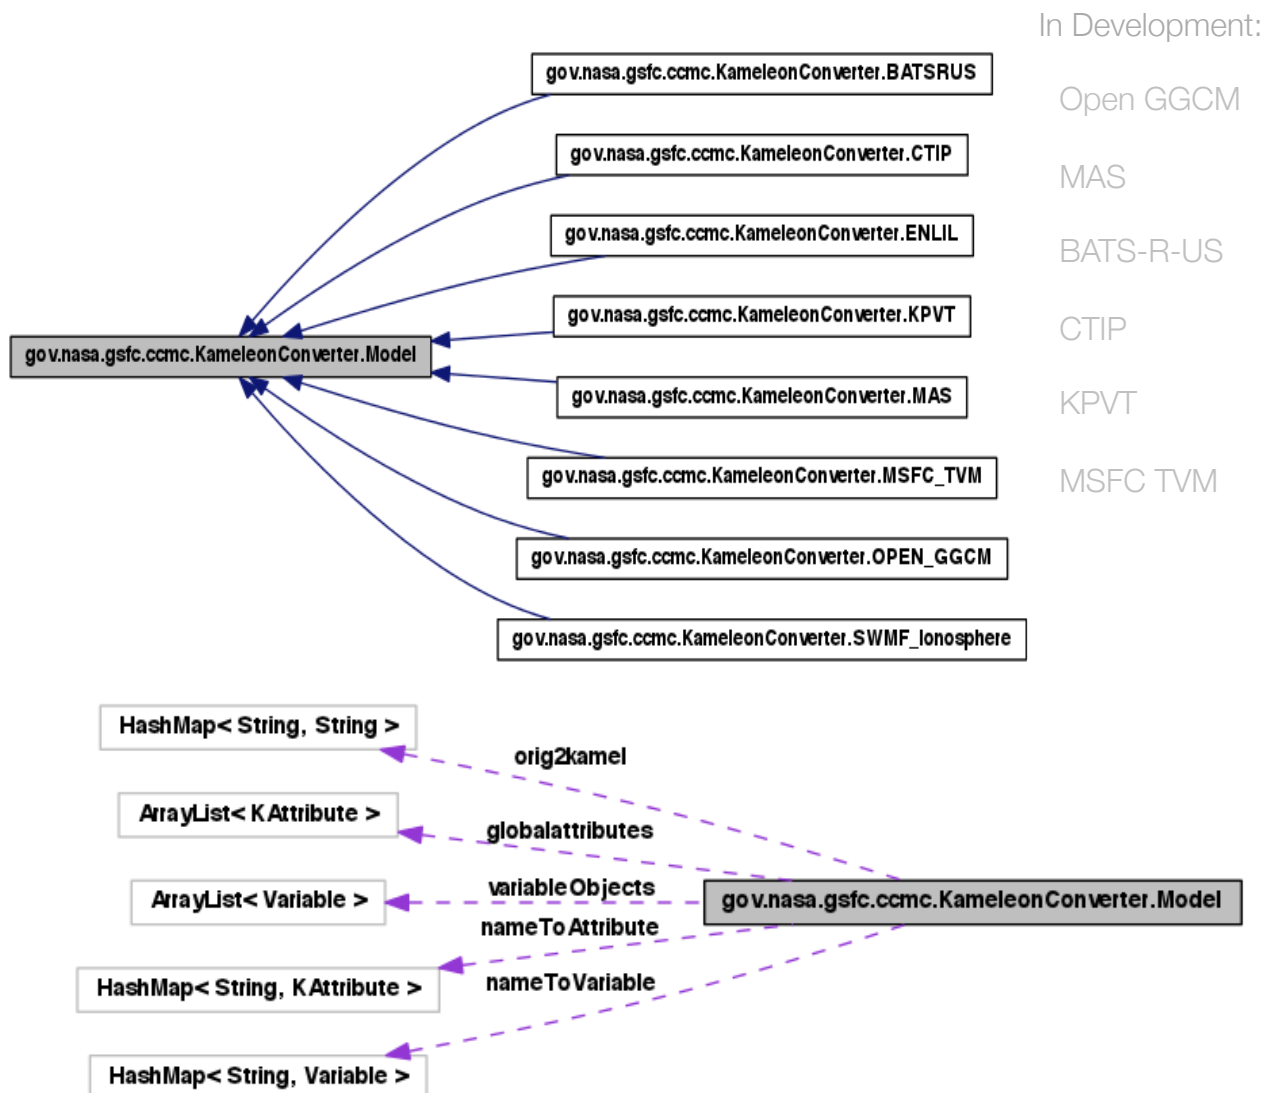 In Development:
gov.nasa.gsfc.ccmc.KameleonConverter.BATSRUS
Open GGCM
gov.nasa.gsfc.ccmc.KameleonConverter.CTIP
MAS
gov.nasa.gsfc.ccmc.KameleonConverter.ENLIL
BATS-R-US
gov.nasa.gsfc.ccmc.KameleonConverter.KPVT
CTIP
gov.nasa.gsfc.ccmc.KameleonConverter.Model
gov.nasa.gsfc.ccmc.KameleonConverter.MAS
KPVT
gov.nasa.gsfc.ccmc.KameleonConverter.MSFC_TVM
MSFC TVM
gov.nasa.gsfc.ccmc.KameleonConverter.OPEN_GGCM
gov.nasa.gsfc.ccmc.KameleonConverter.SWMF_Ionosphere
HashMap< String, String >
orig2kamel
ArrayList< KAttribute >
globalattributes
variableObjects
ArrayList< Variable >
gov.nasa.gsfc.ccmc.KameleonConverter.Model
nameToAttribute
HashMap< String, KAttribute >
nameToVariable
HashMap< String, Variable >